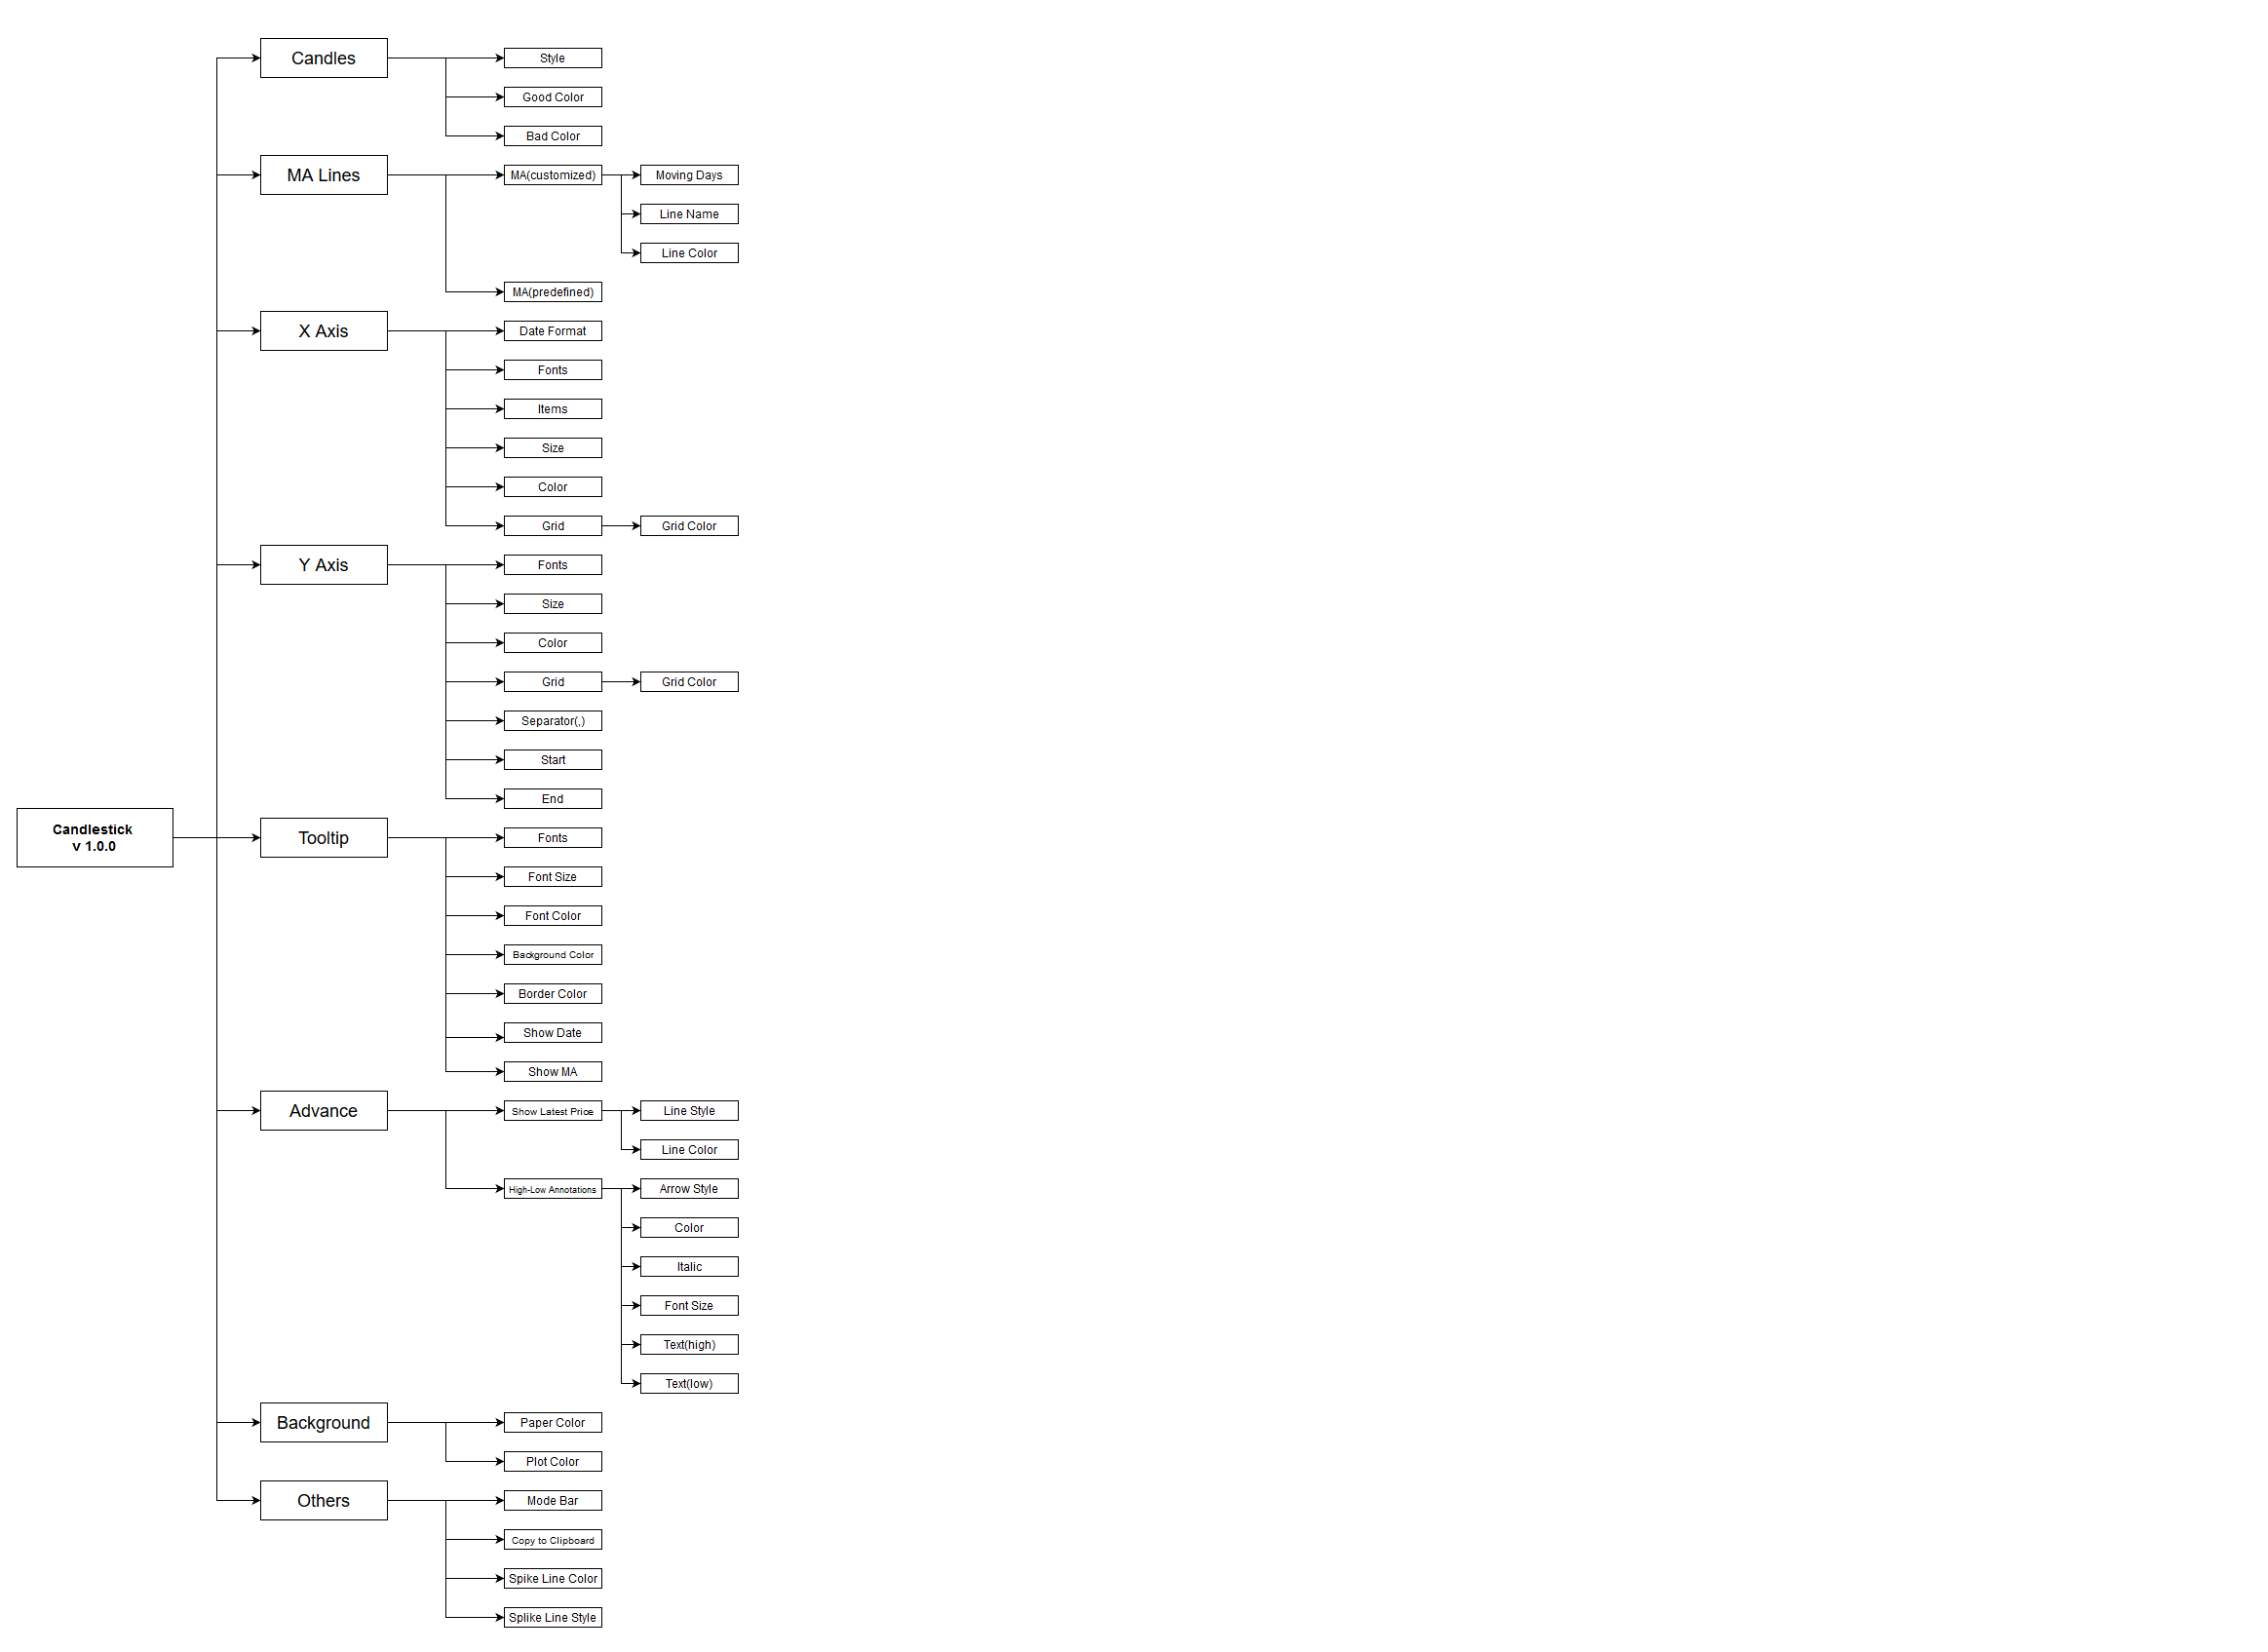 Candles
Style
Good Color
Bad Color
MA Lines
MA(customized)
Moving Days
Line Name
Line Color
MA(predefined)
X Axis
Date Format
Fonts
Items
Size
Color
Grid
Grid Color
Y Axis
Fonts
Size
Color
Grid
Grid Color
Separator(,)
Start
End
Candlestick
v 1.0.0
Tooltip
Fonts
Font Size
Font Color
Background Color
Border Color
Show Date
Show MA
Advance
Show Latest Price
Line Style
Line Color
High-Low Annotations
Arrow Style
Color
Italic
Font Size
Text(high)
Text(low)
Background
Paper Color
Plot Color
Others
Mode Bar
Copy to Clipboard
Spike Line Color
Splike Line Style